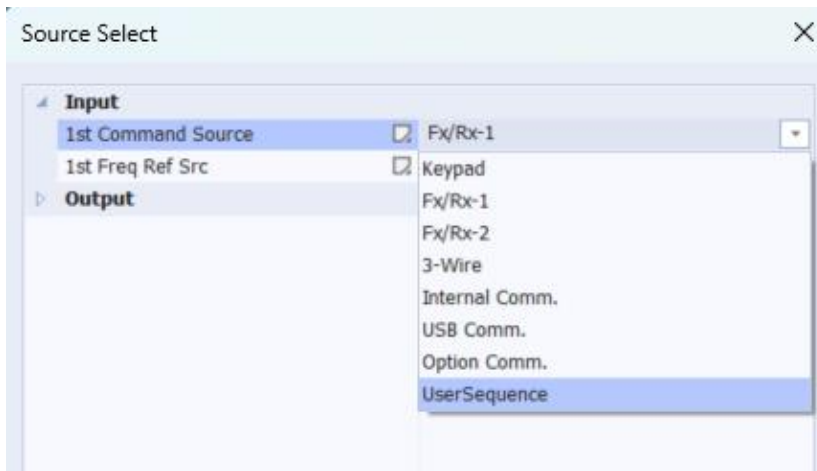 Source Select
Input
1st Command Source Fx/Rx-1
1st Freq Ref Src
Output
Keypad
Fx/Rx-1
Fx/Rx-2
3-Wire
Internal Comm.
USB Comm.
Option Comm.
UserSequence